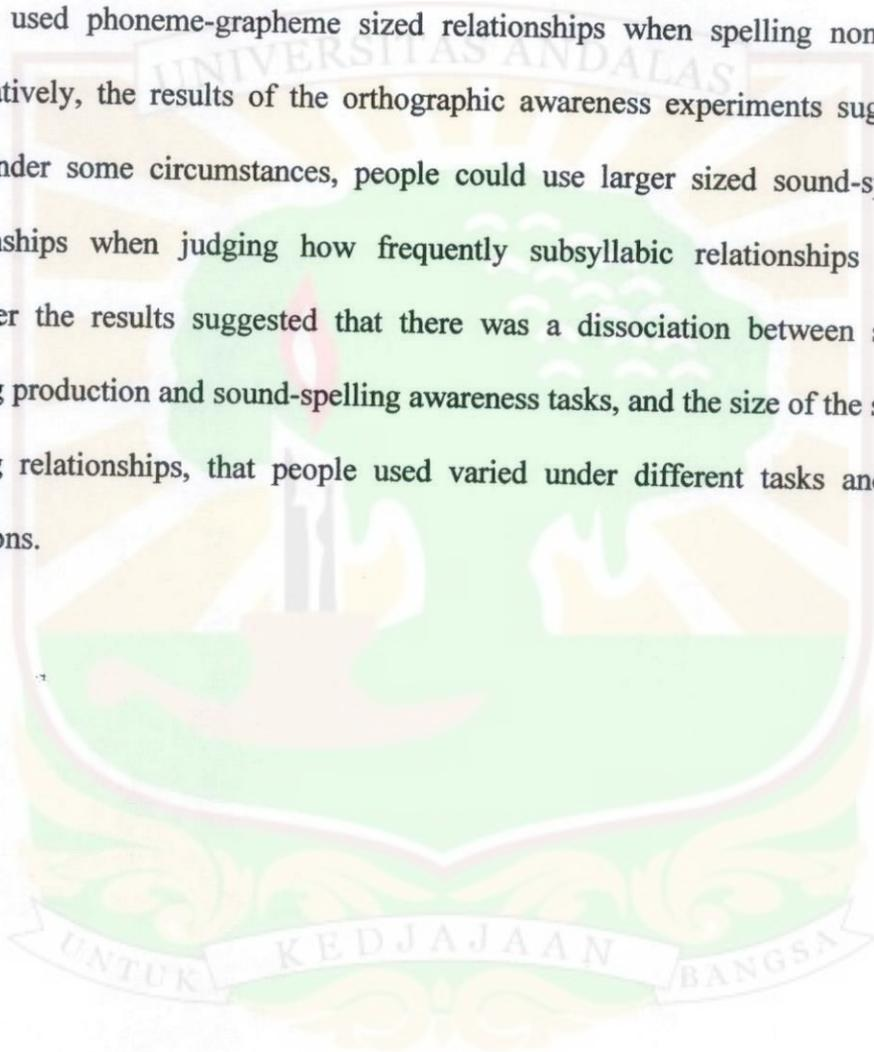 used phoneme-grapheme sized relationships when spelling non
UNIVERSITAS ANDALAS
tively, the results of the orthographic awareness experiments sug
nder some circumstances, people could use larger sized sound-s
nships when judging how frequently subsyllabic relationships
er the results suggested that there was a dissociation between
g production and sound-spelling awareness tasks, and the size of the s
g relationships, that people used varied under different tasks and
ons.
UNTUK KEDJAJAAN BANGSA